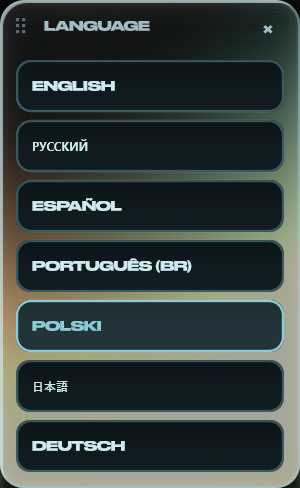 LANGUAGE
ENGLISH
РУССКИЙ
ESPAÑOL
PORTUGUÊS (BR)
POLSKI
日本語
DEUTSCH